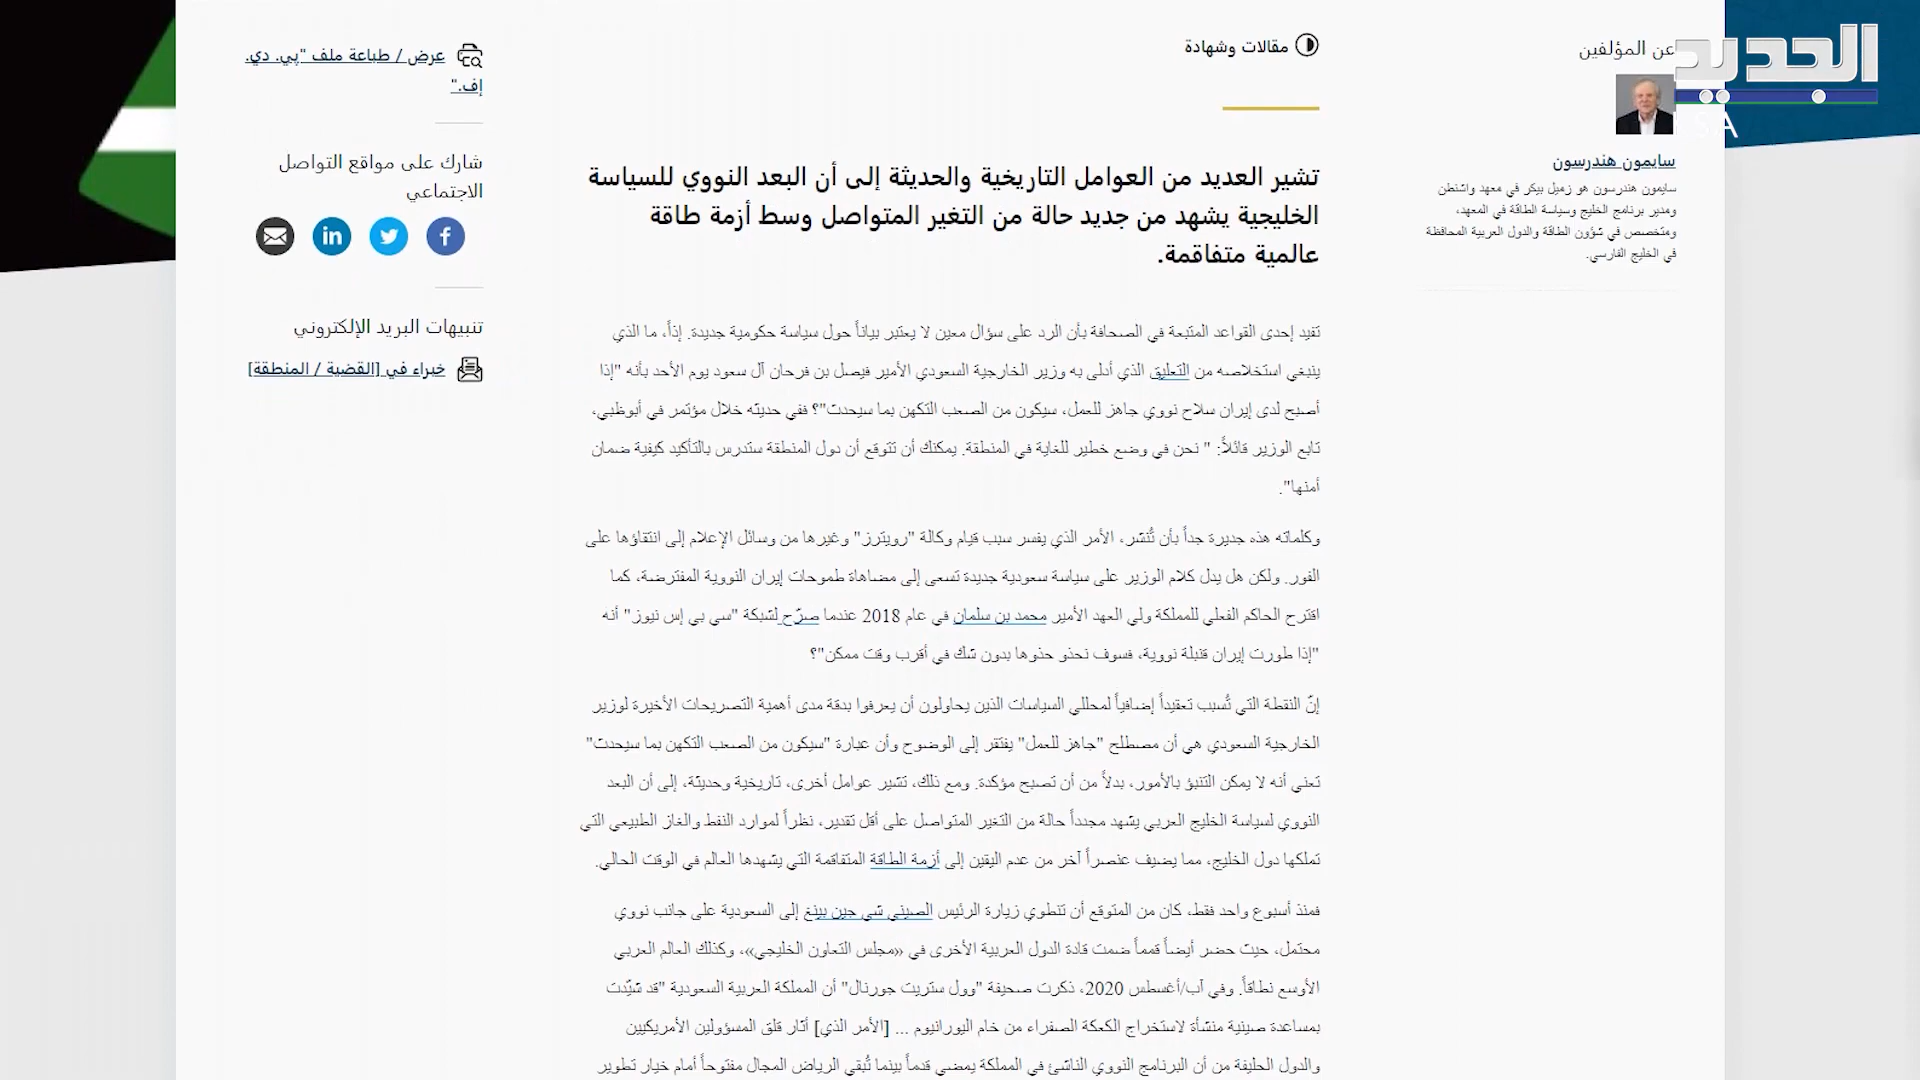 الجديد
KSA
عن المؤلفين
سايمون هندرسون
سايمون هندرسون هو زميل بيكر في معهد واشنطن
ومدير برنامج الخليج وسياسة الطاقة في المعهد،
ومتخصص في شؤون الطاقة والدول العربية المحافظة
في الخليج الفارسي.
مقالات وشهادة
تشير العديد من العوامل التاريخية والحديثة إلى أن البعد النووي للسياسة
الخليجية يشهد من جديد حالة من التغير المتواصل وسط أزمة طاقة
عالمية متفاقمة.
تفيد إحدى القواعد المتبعة في الصحافة بأن الرد على سؤال معين لا يعتبر بياناً حول سياسة حكومية جديدة. إذاً، ما الذي
ينبغي استخلاصه من التعليق الذي أدلى به وزير الخارجية السعودي الأمير فيصل بن فرحان آل سعود يوم الأحد بأنه "إذا
أصبح لدى إيران سلاح نووي جاهز للعمل، سيكون من الصعب التكهن بما سيحدث"؟ ففي حديثه خلال مؤتمر في أبوظبي،
تابع الوزير قائلاً: " نحن في وضع خطير للغاية في المنطقة. يمكنك أن تتوقع أن دول المنطقة ستدرس بالتأكيد كيفية ضمان
أمنها".
وكلماته هذه جديرة جداً بأن تُنشر، الأمر الذي يفسر سبب قيام وكالة "رويترز" وغيرها من وسائل الإعلام إلى انتقاؤها على
الفور. ولكن هل يدل كلام الوزير على سياسة سعودية جديدة تسعى إلى مضاهاة طموحات إيران النووية المفترضة، كما
اقترح الحاكم الفعلي للمملكة ولي العهد الأمير محمد بن سلمان في عام 2018 عندما صرّح لشبكة "سي بي إس نيوز" أنه
"إذا طورت إيران قنبلة نووية، فسوف نحذو حذوها بدون شك في أقرب وقت ممكن"؟
إنّ النقطة التي تُسبب تعقيداً إضافياً لمحللي السياسات الذين يحاولون أن يعرفوا بدقة مدى أهمية التصريحات الأخيرة لوزير
الخارجية السعودي هي أن مصطلح "جاهز للعمل" يفتقر إلى الوضوح وأن عبارة "سيكون من الصعب التكهن بما سيحدث"
تعني أنه لا يمكن التنبؤ بالأمور، بدلاً من أن تصبح مؤكدة. ومع ذلك، تشير عوامل أخرى، تاريخية وحديثة، إلى أن البعد
النووي لسياسة الخليج العربي يشهد مجدداً حالة من التغير المتواصل على أقل تقدير، نظراً لموارد النفط والغاز الطبيعي التي
تملكها دول الخليج، مما يضيف عنصراً آخر من عدم اليقين إلى أزمة الطاقة المتفاقمة التي يشهدها العالم في الوقت الحالي.
فمنذ أسبوع واحد فقط، كان من المتوقع أن تنطوي زيارة الرئيس الصيني شي جين بينغ إلى السعودية على جانب نووي
محتمل، حيث حضر أيضاً قمماً ضمت قادة الدول العربية الأخرى في «مجلس التعاون الخليجي»، وكذلك العالم العربي
الأوسع نطاقاً. وفي آب/أغسطس 2020، ذكرت صحيفة "وول ستريت جورنال" أن المملكة العربية السعودية "قد شيّدت
بمساعدة صينية منشأة لاستخراج الكعكة الصفراء من خام اليورانيوم ... [الأمر الذي] أثار قلق المسؤولين الأمريكيين
والدول الحليفة من أن البرنامج النووي الناشئ في المملكة يمضي قدماً بينما تُبقي الرياض المجال مفتوحاً أمام خيار تطوير
عرض / طباعة ملف "پي. دي.
إف."
شارك على مواقع التواصل
الاجتماعي
تنبيهات البريد الإلكتروني
خبراء في [القضية / المنطقة]